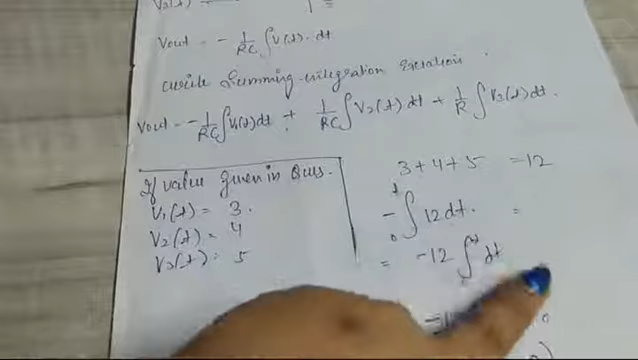 Vout = - 1/RC ∫V(t). dt
write Summing integration
Vout = - 1/RC ∫V₁(t)dt + 1/RC ∫V₂(t) dt + 1/R ∫ V₃(t)dt.
If value given in Ques.
V₁(t) = 3.
V₂(t) = 4
V₃(t) = 5
3+4+5 = 12
- ∫₀ᵗ 12 dt. =
= -12 ∫ dt